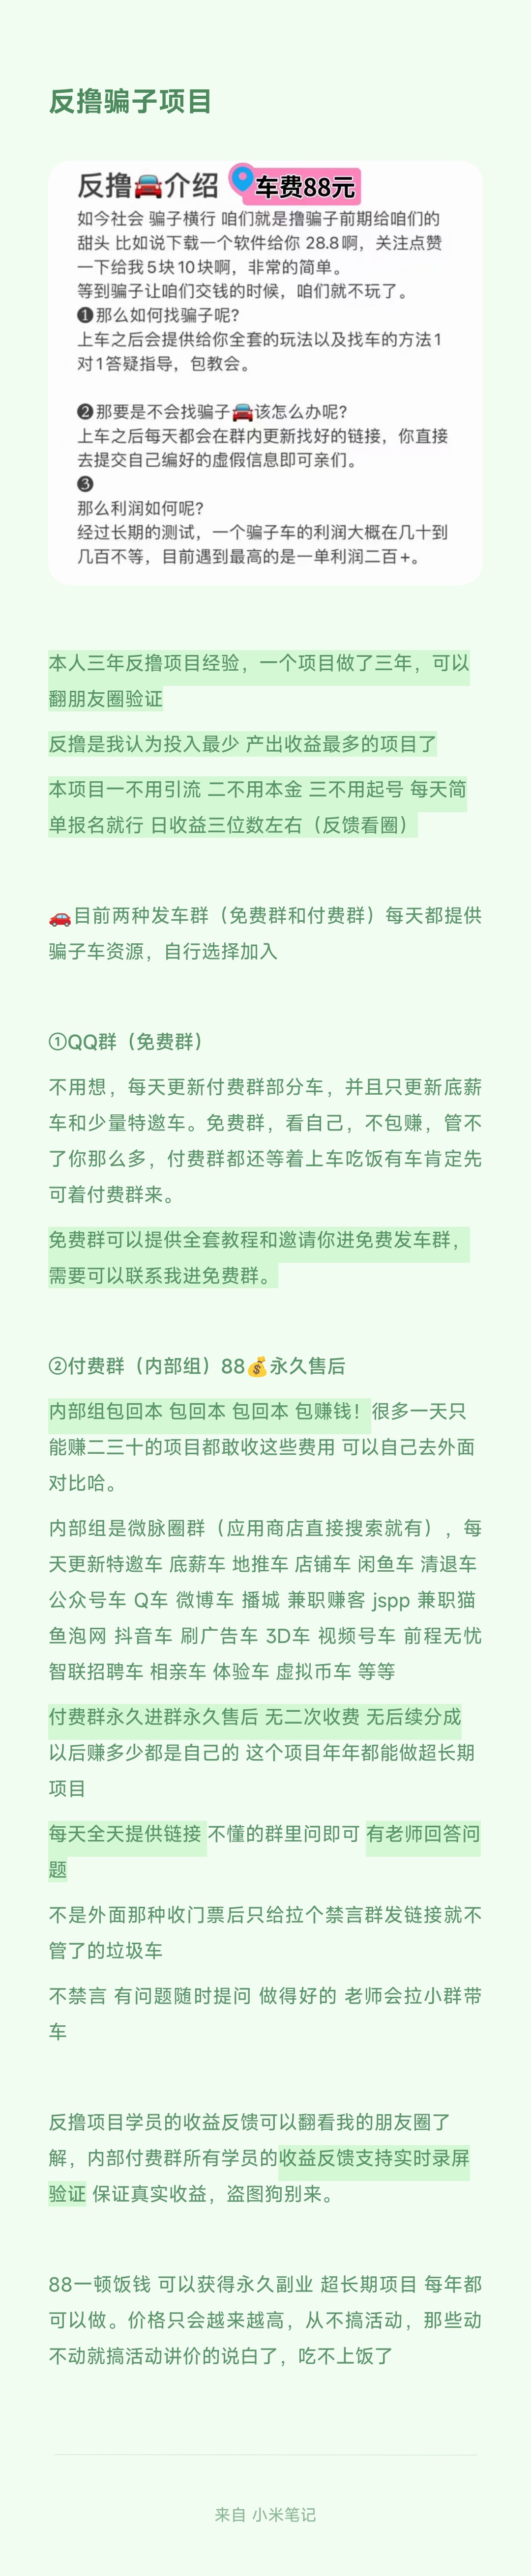 反撸骗子项目
反撸🚘介绍 车费88元
如今社会 骗子横行 咱们就是撸骗子前期给咱们的
甜头 比如说下载一个软件给你 28.8啊，关注点赞
一下给我5块10块啊，非常的简单。
等到骗子让咱们交钱的时候，咱们就不玩了。
❶那么如何找骗子呢?
上车之后会提供给你全套的玩法以及找车的方法1
对1答疑指导，包教会。
❷那要是不会找骗子🚘该怎么办呢?
上车之后每天都会在群内更新找好的链接，你直接
去提交自己编好的虚假信息即可亲们。
❸
那么利润如何呢?
经过长期的测试，一个骗子车的利润大概在几十到
几百不等，目前遇到最高的是一单利润二百+。
本人三年反撸项目经验，一个项目做了三年，可以
翻朋友圈验证
反撸是我认为投入最少 产出收益最多的项目了
本项目一不用引流 二不用本金 三不用起号 每天简
单报名就行 日收益三位数左右（反馈看圈）
🚗目前两种发车群（免费群和付费群）每天都提供
骗子车资源，自行选择加入
①QQ群（免费群）
不用想，每天更新付费群部分车，并且只更新底薪
车和少量特邀车。免费群，看自己，不包赚，管不
了你那么多，付费群都还等着上车吃饭有车肯定先
可着付费群来。
免费群可以提供全套教程和邀请你进免费发车群，
需要可以联系我进免费群。
②付费群（内部组）88💰永久售后
内部组包回本 包回本 包回本 包赚钱！很多一天只
能赚二三十的项目都敢收这些费用 可以自己去外面
对比哈。
内部组是微脉圈群（应用商店直接搜索就有），每
天更新特邀车 底薪车 地推车 店铺车 闲鱼车 清退车
公众号车 Q车 微博车 播城 兼职赚客 jspp 兼职猫
鱼泡网 抖音车 刷广告车 3D车 视频号车 前程无忧
智联招聘车 相亲车 体验车 虚拟币车 等等
付费群永久进群永久售后 无二次收费 无后续分成
以后赚多少都是自己的 这个项目年年都能做超长期
项目
每天全天提供链接 不懂的群里问即可 有老师回答问
题
不是外面那种收门票后只给拉个禁言群发链接就不
管了的垃圾车
不禁言 有问题随时提问 做得好的 老师会拉小群带
车
反撸项目学员的收益反馈可以翻看我的朋友圈了
解，内部付费群所有学员的收益反馈支持实时录屏
验证 保证真实收益，盗图狗别来。
88一顿饭钱 可以获得永久副业 超长期项目 每年都
可以做。价格只会越来越高，从不搞活动，那些动
不动就搞活动讲价的说白了，吃不上饭了
来自 小米笔记